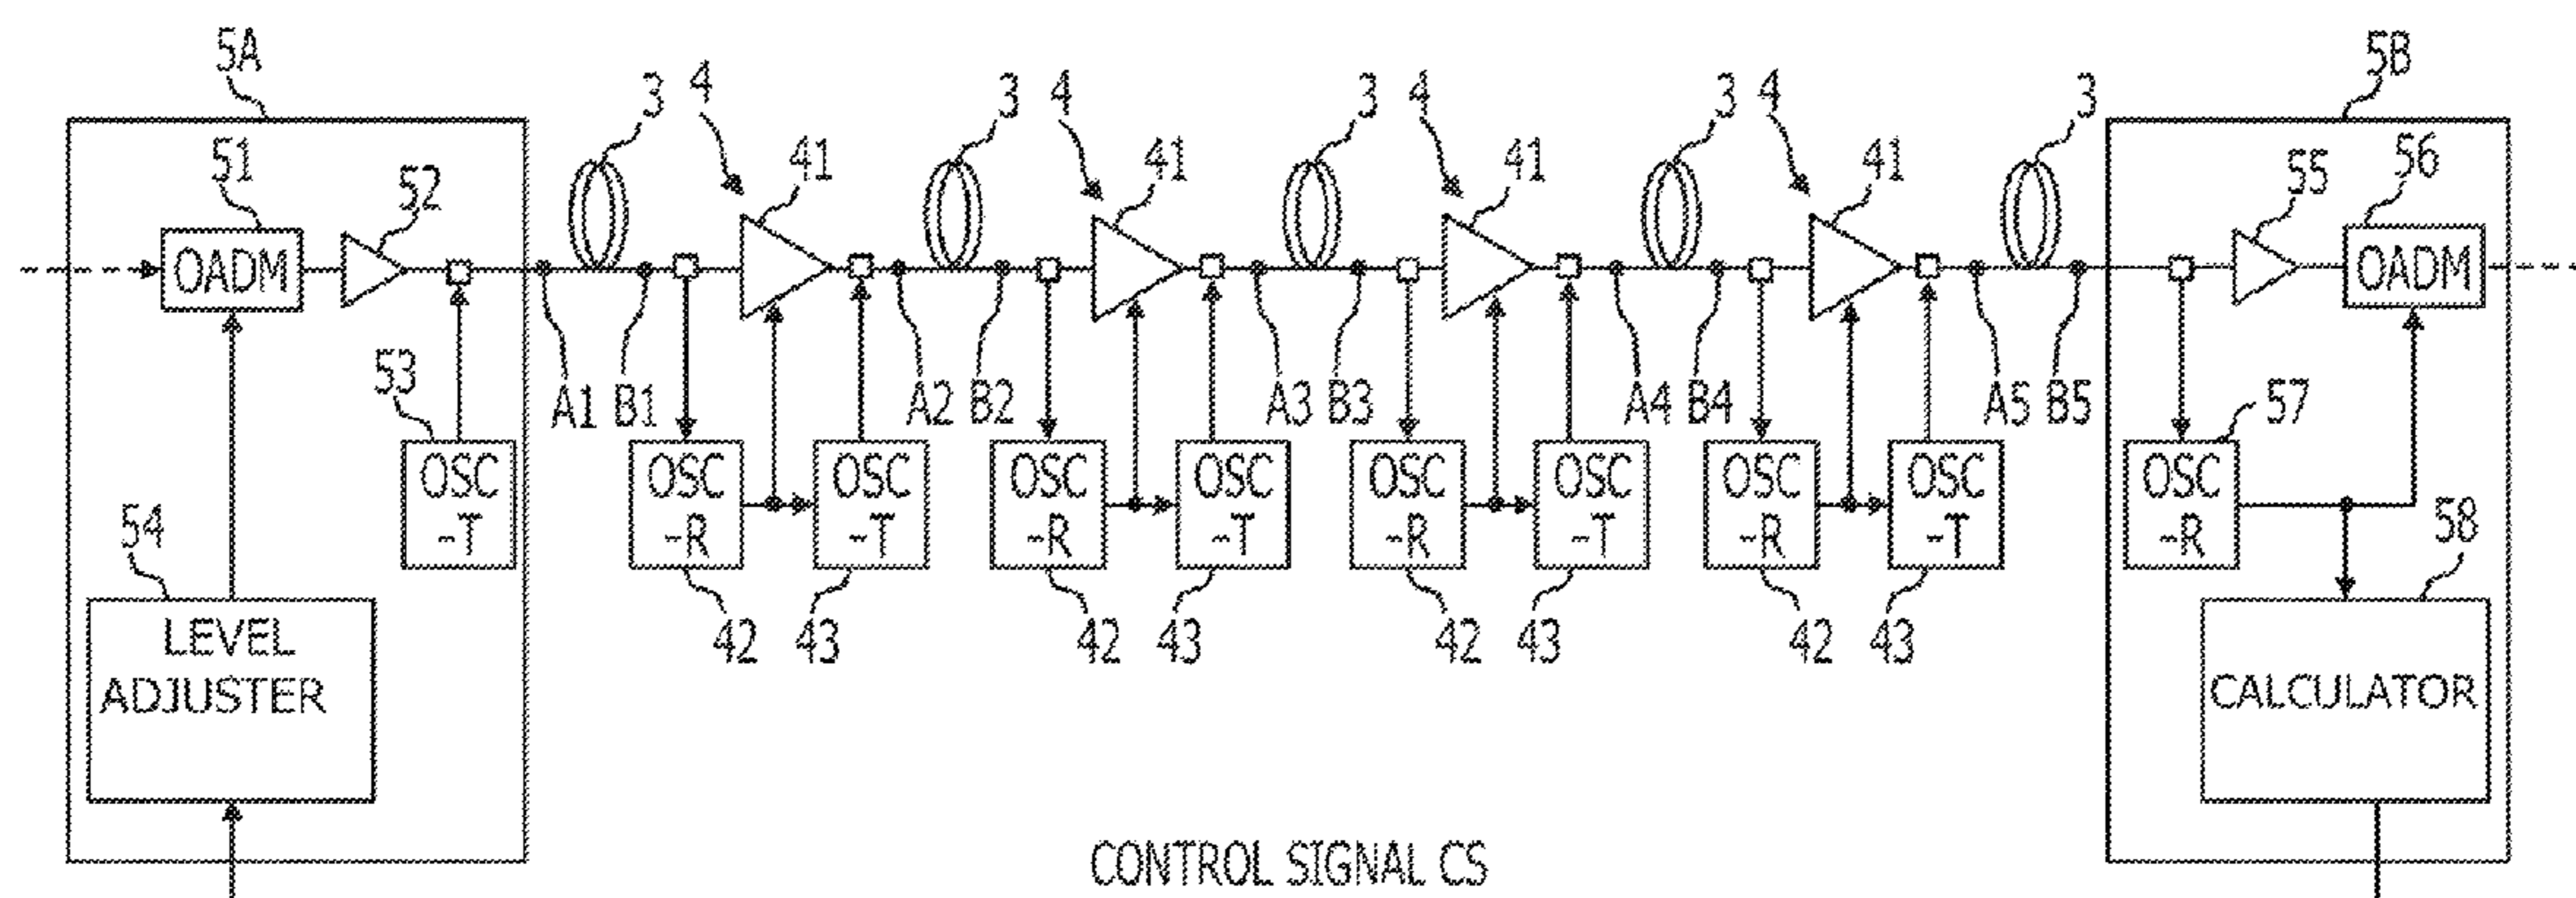 5A
5B
3
4
3
4
3
4
3
4
3
51
52
41
41
41
41
55
56
OADM
OADM
53
A1
B1
A2
B2
A3
B3
A4
B4
A5
B5
57
OSC
-T
OSC
-R
OSC
-T
OSC
-R
OSC
-T
OSC
-R
OSC
-T
OSC
-R
OSC
-T
OSC
-R
54
58
42
43
42
43
42
43
42
43
LEVEL
ADJUSTER
CALCULATOR
CONTROL SIGNAL CS